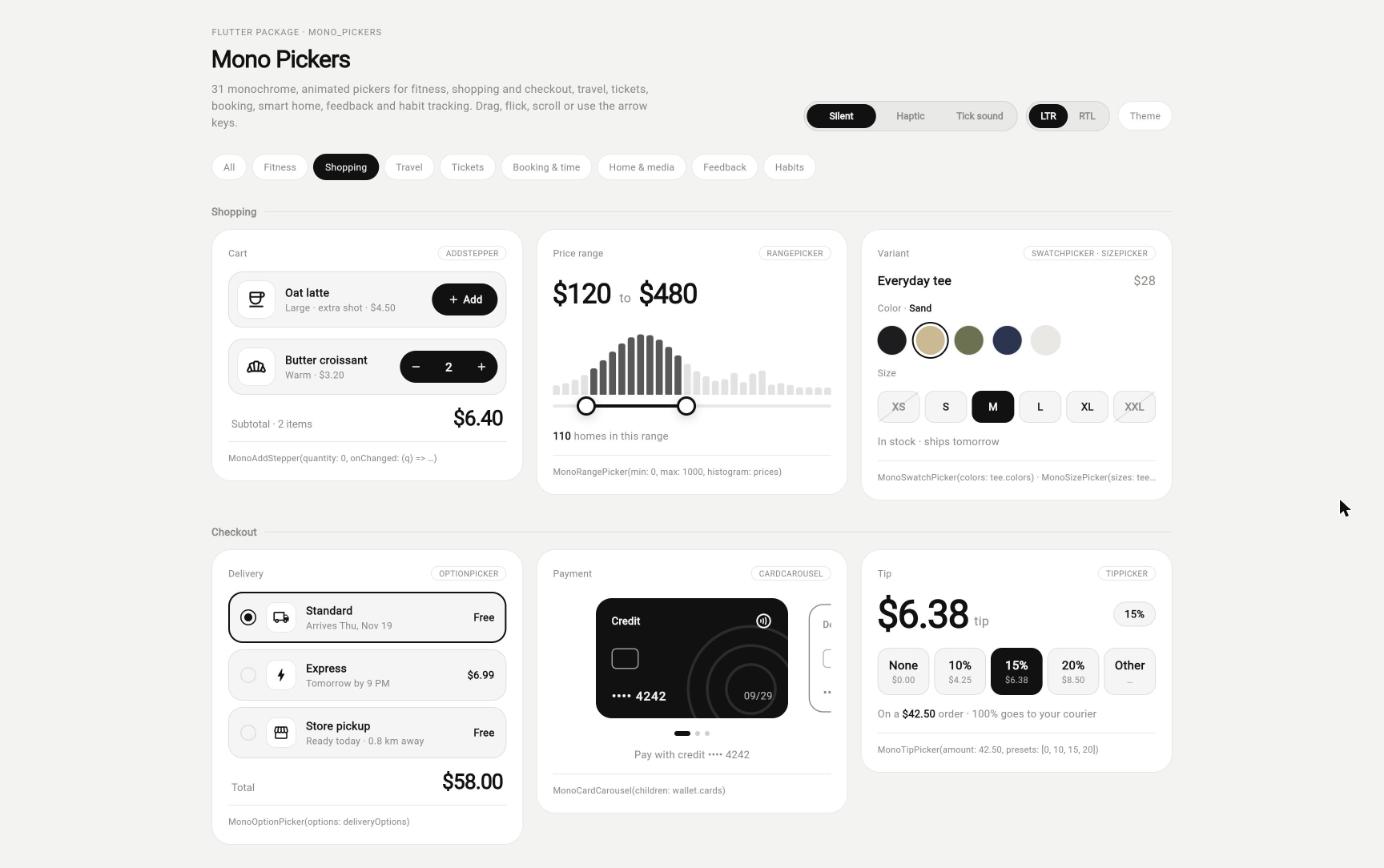 FLUTTER PACKAGE · MONO_PICKERS
Mono Pickers
31 monochrome, animated pickers for fitness, shopping and checkout, travel, tickets,
booking, smart home, feedback and habit tracking. Drag, flick, scroll or use the arrow
keys.
Silent Haptic Tick sound LTR RTL Theme
All Fitness Shopping Travel Tickets Booking & time Home & media Feedback Habits
Shopping
Cart ADDSTEPPER
Oat latte
Large · extra shot · $4.50
+ Add
Butter croissant
Warm · $3.20
− 2 +
Subtotal · 2 items $6.40
MonoAddStepper(quantity: 0, onChanged: (q) => …)
Price range RANGEPICKER
$120 to $480
110 homes in this range
MonoRangePicker(min: 0, max: 1000, histogram: prices)
Variant SWATCHPICKER · SIZEPICKER
Everyday tee $28
Color · Sand
Size
XS S M L XL XXL
In stock · ships tomorrow
MonoSwatchPicker(colors: tee.colors) · MonoSizePicker(sizes: tee…
Checkout
Delivery OPTIONPICKER
Standard
Arrives Thu, Nov 19
Free
Express
Tomorrow by 9 PM
$6.99
Store pickup
Ready today · 0.8 km away
Free
Total $58.00
MonoOptionPicker(options: deliveryOptions)
Payment CARDCAROUSEL
Credit
•••• 4242 09/29
••
Pay with credit •••• 4242
MonoCardCarousel(children: wallet.cards)
Tip TIPPICKER
$6.38 tip 15%
None 10% 15% 20% Other
$0.00 $4.25 $6.38 $8.50 …
On a $42.50 order · 100% goes to your courier
MonoTipPicker(amount: 42.50, presets: [0, 10, 15, 20])